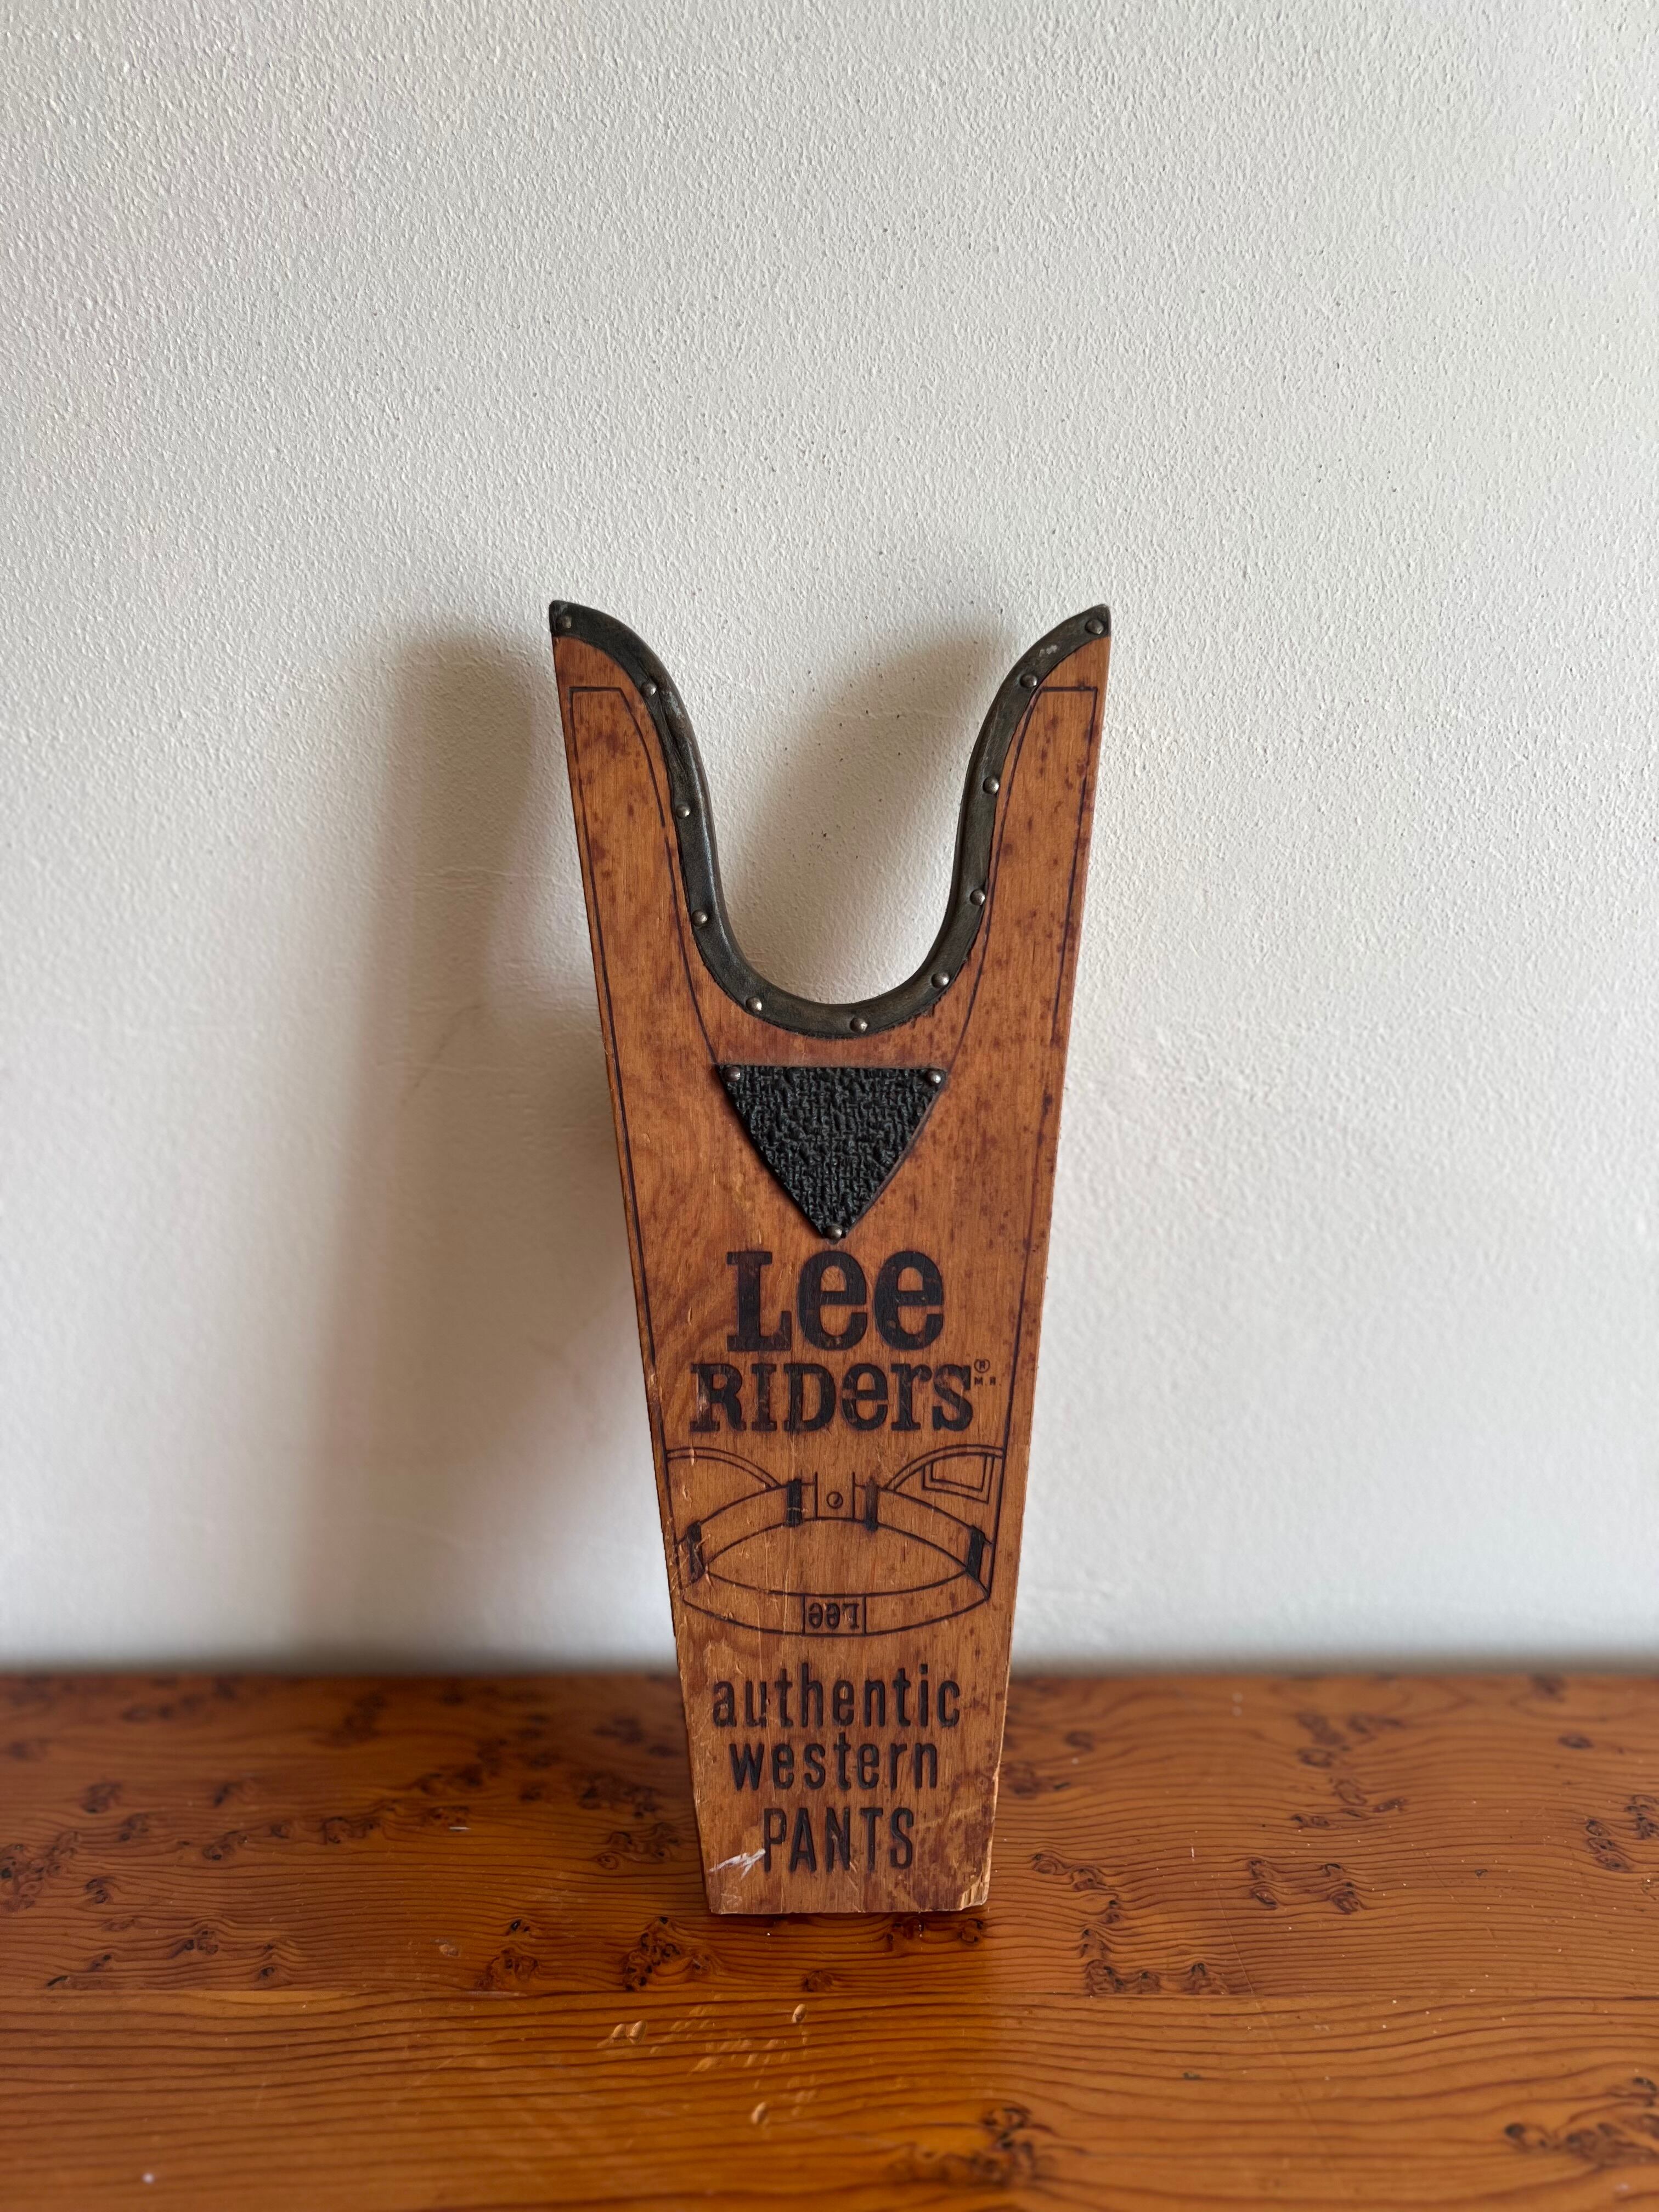 Lee
RIDers®
M.R
authentic
western
PANTS
Lee